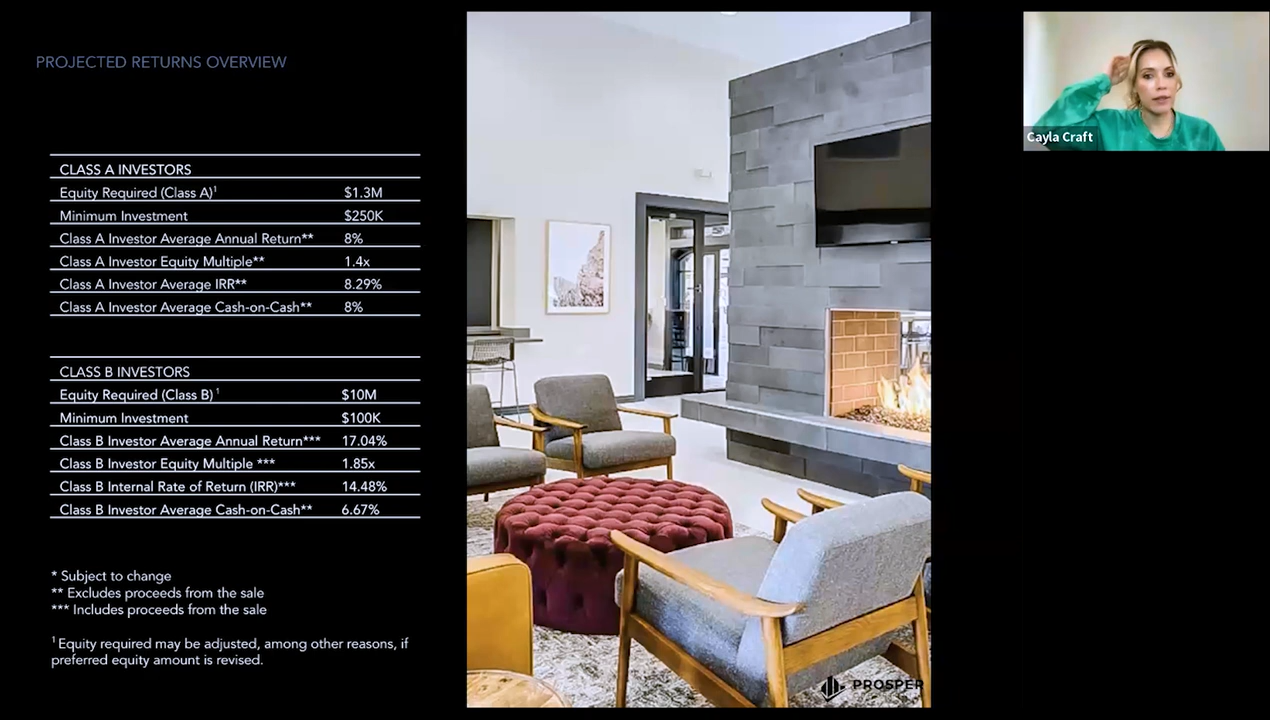 PROJECTED RETURNS OVERVIEW
CLASS A INVESTORS
Equity Required (Class A)¹ $1.3M
Minimum Investment $250K
Class A Investor Average Annual Return** 8%
Class A Investor Equity Multiple** 1.4x
Class A Investor Average IRR** 8.29%
Class A Investor Average Cash-on-Cash** 8%
CLASS B INVESTORS
Equity Required (Class B) ¹ $10M
Minimum Investment $100K
Class B Investor Average Annual Return*** 17.04%
Class B Investor Equity Multiple *** 1.85x
Class B Internal Rate of Return (IRR)*** 14.48%
Class B Investor Average Cash-on-Cash** 6.67%
* Subject to change
** Excludes proceeds from the sale
*** Includes proceeds from the sale
¹ Equity required may be adjusted, among other reasons, if
preferred equity amount is revised.
PROSPER
Cayla Craft